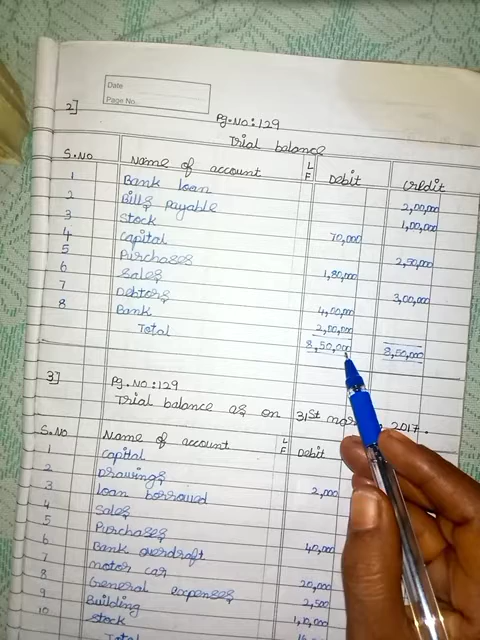 Date
Page No.
2]
Pg.No:129
Trial balance
S.No Name of account LF Debit Credit
1 Bank loan 2,00,000
2 Bills payable 1,00,000
3 Stock 70,000
4 Capital 2,50,000
5 Purchases 1,80,000
6 Sales 3,00,000
7 Debtors 4,00,000
8 Bank 2,00,000
Total 8,50,000 8,50,000
3]
Pg.No:129
Trial balance as on 31st 2017.
S.No Name of account LF Debit
1 Capital
2 Drawings 2,000
3 Loan borrowed
4 Sales
5 Purchases 40,000
6 Bank overdraft
7 Motor car 20,000
8 General expenses 2,500
9 Building 1,10,000
10 Stock
Total